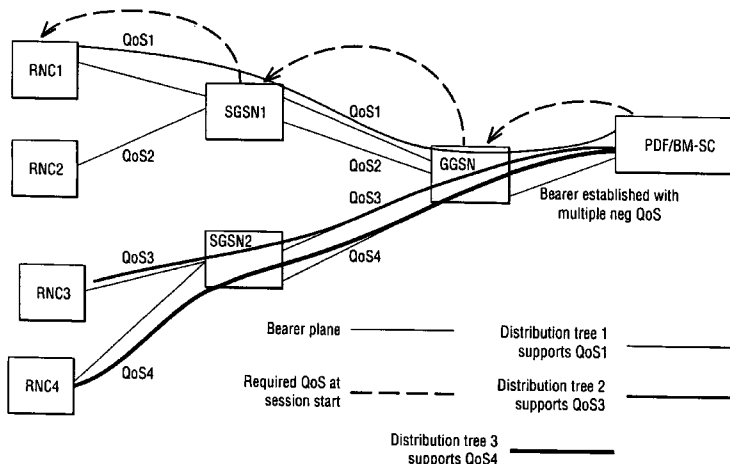 QoS1
RNC1
SGSN1
QoS1
PDF/BM-SC
RNC2
QoS2
QoS2
GGSN
QoS3
Bearer established with
multiple neg QoS
SGSN2
QoS3
QoS4
RNC3
Bearer plane
Distribution tree 1
supports QoS1
RNC4
QoS4
Required QoS at
session start
Distribution tree 2
supports QoS3
Distribution tree 3
supports QoS4